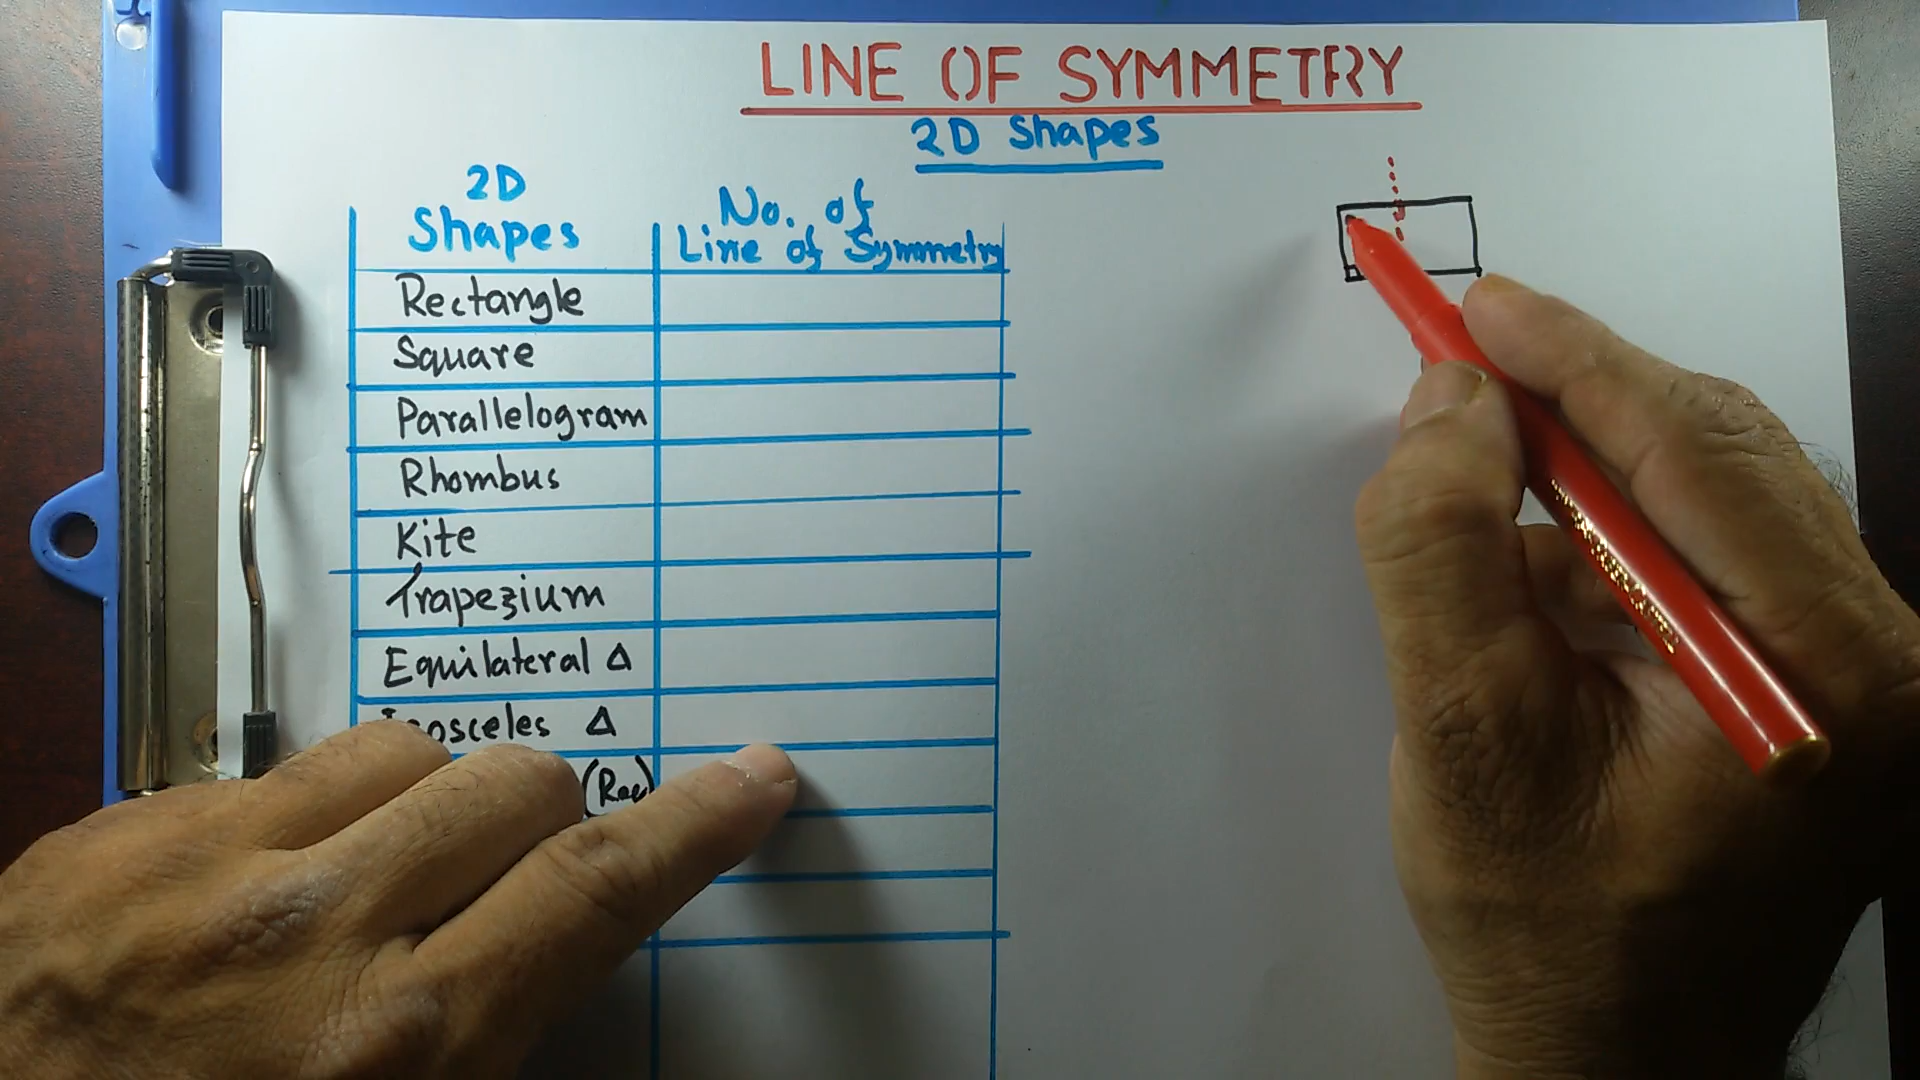 LINE OF SYMMETRY
2D Shapes
2D
Shapes
No. of
Line of Symmetry
Rectangle
Square
Parallelogram
Rhombus
Kite
Trapezium
Equilateral Δ
Isosceles Δ